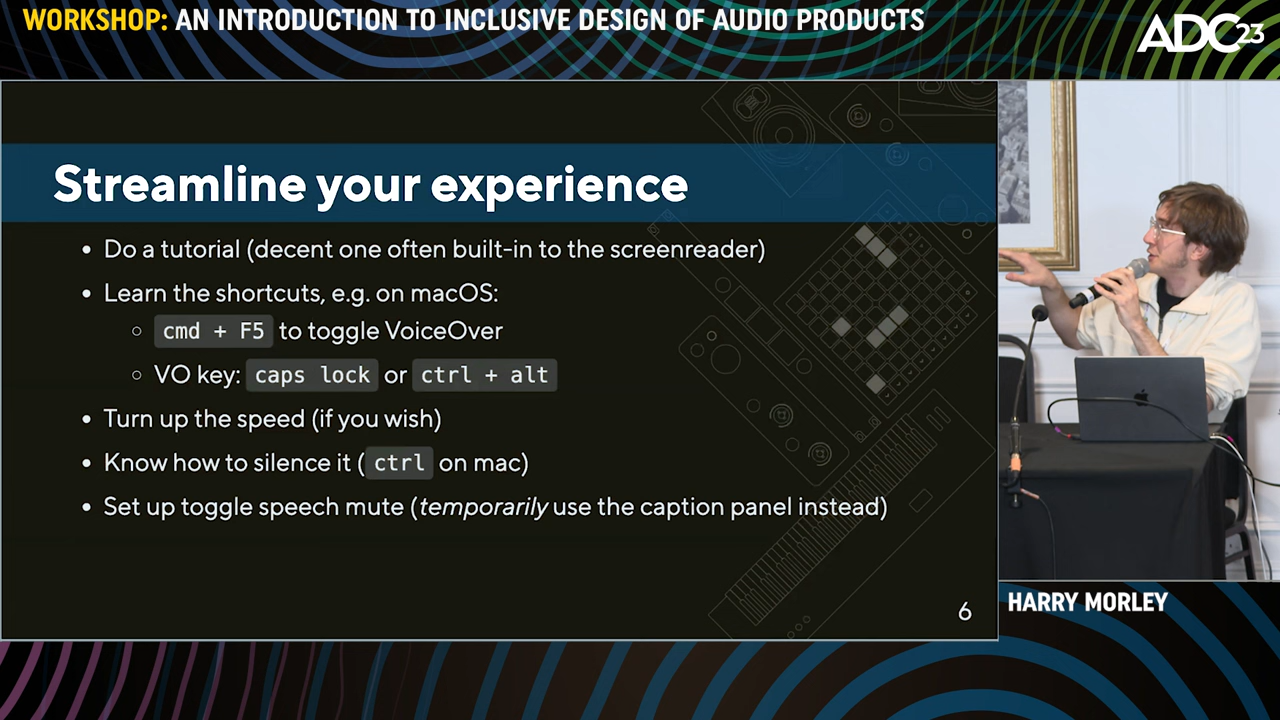 WORKSHOP: AN INTRODUCTION TO INCLUSIVE DESIGN OF AUDIO PRODUCTS
ADC23
Streamline your experience
• Do a tutorial (decent one often built-in to the screenreader)
• Learn the shortcuts, e.g. on macOS:
○ cmd + F5 to toggle VoiceOver
○ VO key: caps lock or ctrl + alt
• Turn up the speed (if you wish)
• Know how to silence it (ctrl on mac)
• Set up toggle speech mute (temporarily use the caption panel instead)
6
HARRY MORLEY